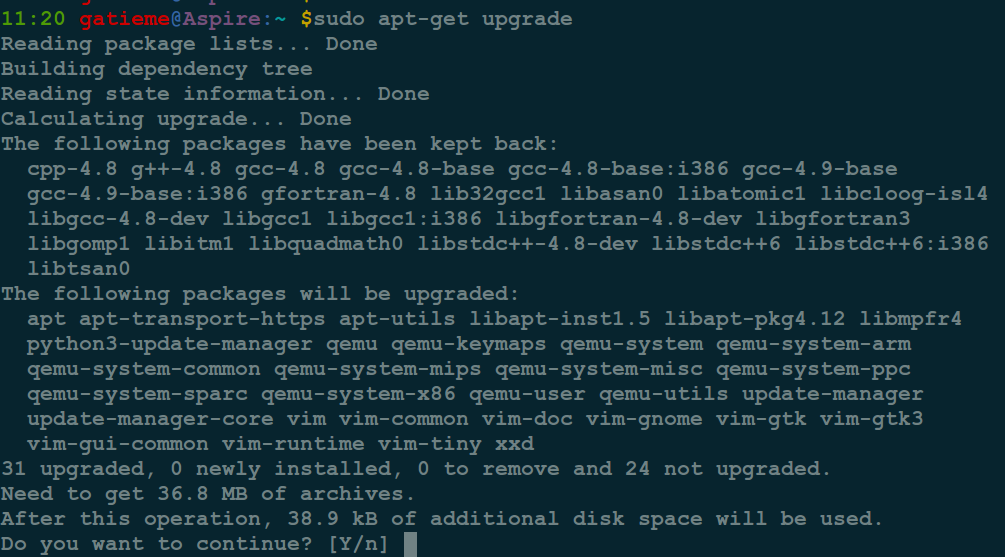 11:20 gatieme@Aspire:~ $sudo apt-get upgrade
Reading package lists... Done
Building dependency tree
Reading state information... Done
Calculating upgrade... Done
The following packages have been kept back:
  cpp-4.8 g++-4.8 gcc-4.8 gcc-4.8-base gcc-4.8-base:i386 gcc-4.9-base
  gcc-4.9-base:i386 gfortran-4.8 lib32gcc1 libasan0 libatomic1 libcloog-isl4
  libgcc-4.8-dev libgcc1 libgcc1:i386 libgfortran-4.8-dev libgfortran3
  libgomp1 libitm1 libquadmath0 libstdc++-4.8-dev libstdc++6 libstdc++6:i386
  libtsan0
The following packages will be upgraded:
  apt apt-transport-https apt-utils libapt-inst1.5 libapt-pkg4.12 libmpfr4
  python3-update-manager qemu qemu-keymaps qemu-system qemu-system-arm
  qemu-system-common qemu-system-mips qemu-system-misc qemu-system-ppc
  qemu-system-sparc qemu-system-x86 qemu-user qemu-utils update-manager
  update-manager-core vim vim-common vim-doc vim-gnome vim-gtk vim-gtk3
  vim-gui-common vim-runtime vim-tiny xxd
31 upgraded, 0 newly installed, 0 to remove and 24 not upgraded.
Need to get 36.8 MB of archives.
After this operation, 38.9 kB of additional disk space will be used.
Do you want to continue? [Y/n]